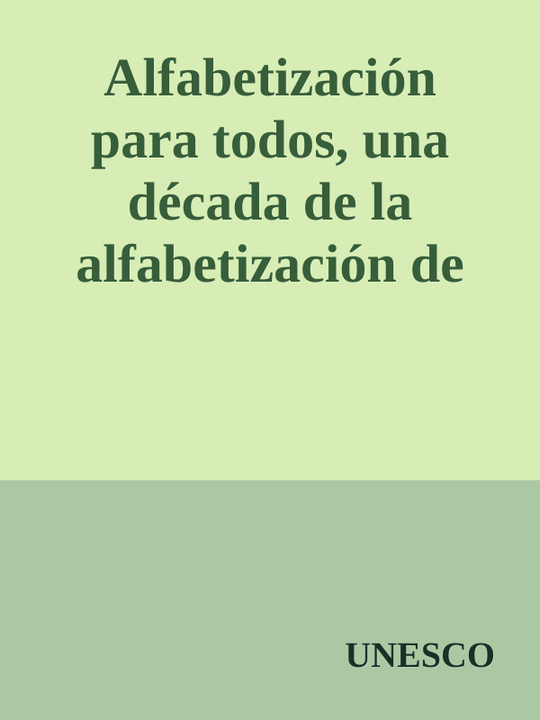 Alfabetización
para todos, una
década de la
alfabetización de
UNESCO